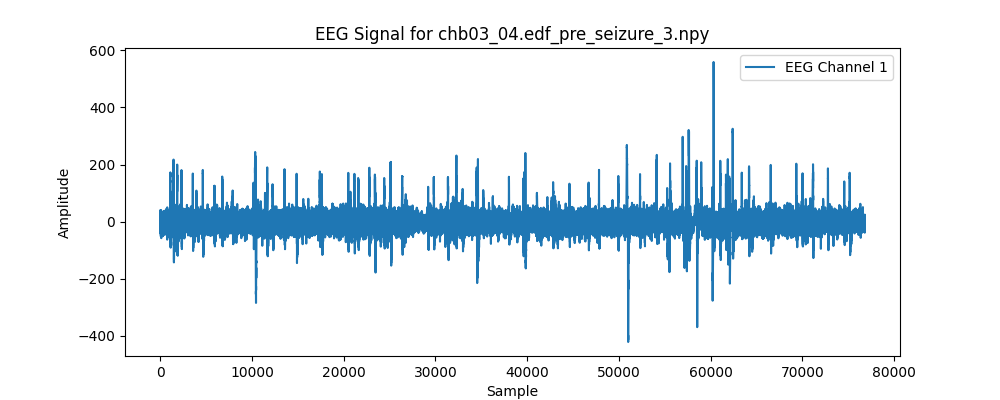 EEG Signal for chb03_04.edf_pre_seizure_3.npy
EEG Channel 1
600
400
200
0
−200
−400
Amplitude
0 10000 20000 30000 40000 50000 60000 70000 80000
Sample